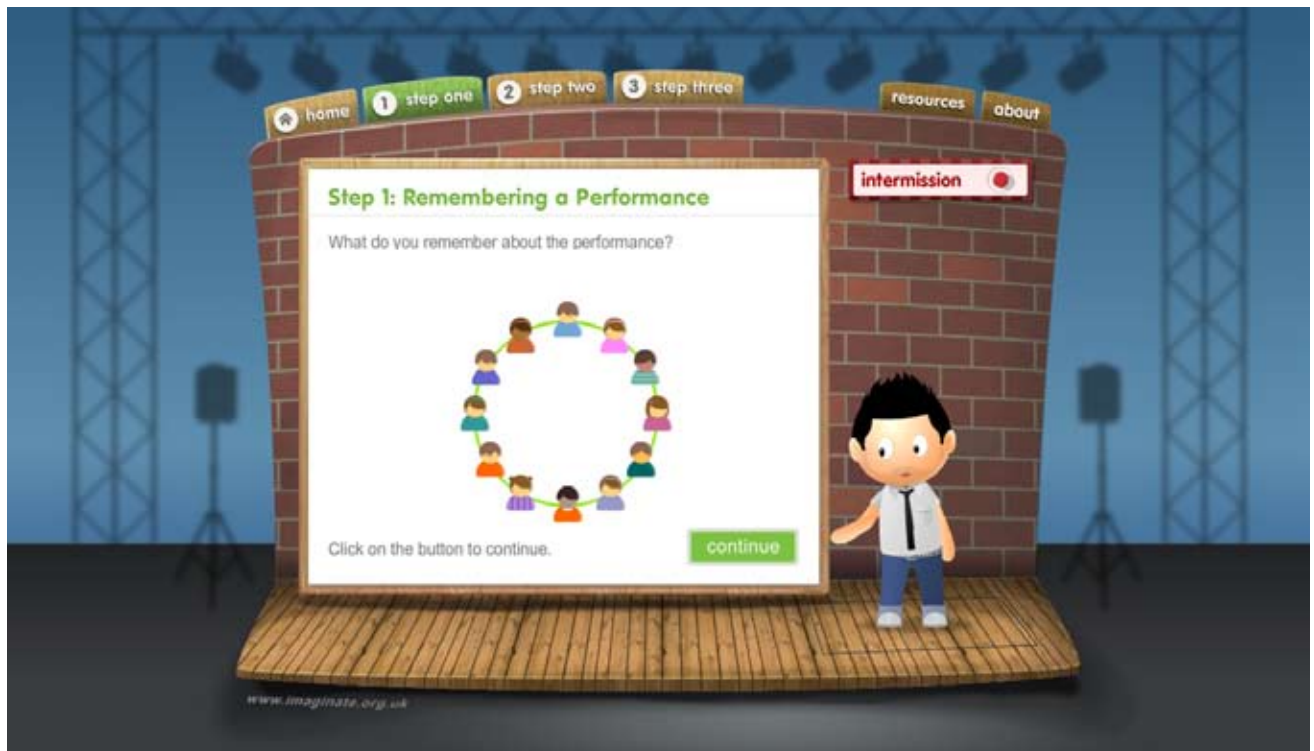 home
1 step one
2 step two
3 step three
resources
about
intermission
Step 1: Remembering a Performance
What do you remember about the performance?
Click on the button to continue.
continue
www.imaginate.org.uk